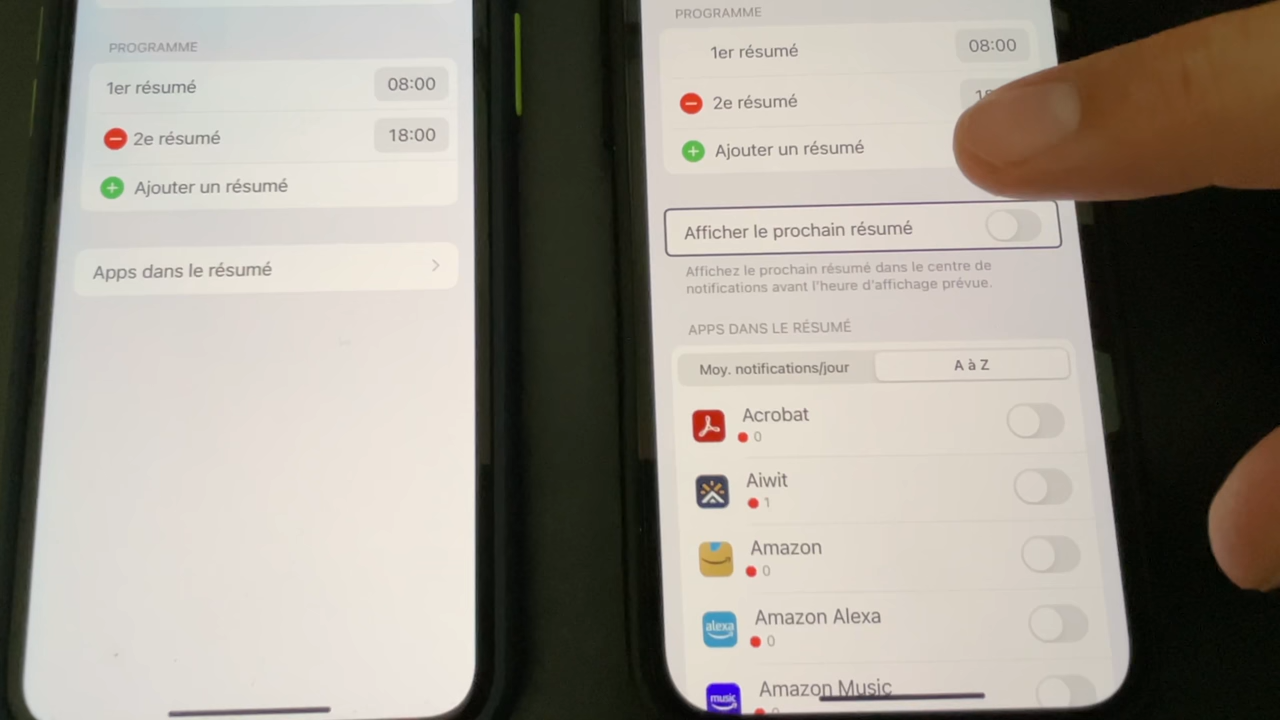 PROGRAMME
1er résumé
08:00
2e résumé
18:00
Ajouter un résumé
Apps dans le résumé
PROGRAMME
1er résumé
08:00
2e résumé
Ajouter un résumé
Afficher le prochain résumé
Affichez le prochain résumé dans le centre de
notifications avant l'heure d'affichage prévue.
APPS DANS LE RÉSUMÉ
Moy. notifications/jour
A à Z
Acrobat
0
Aiwit
1
Amazon
0
alexa
Amazon Alexa
0
music
Amazon Music